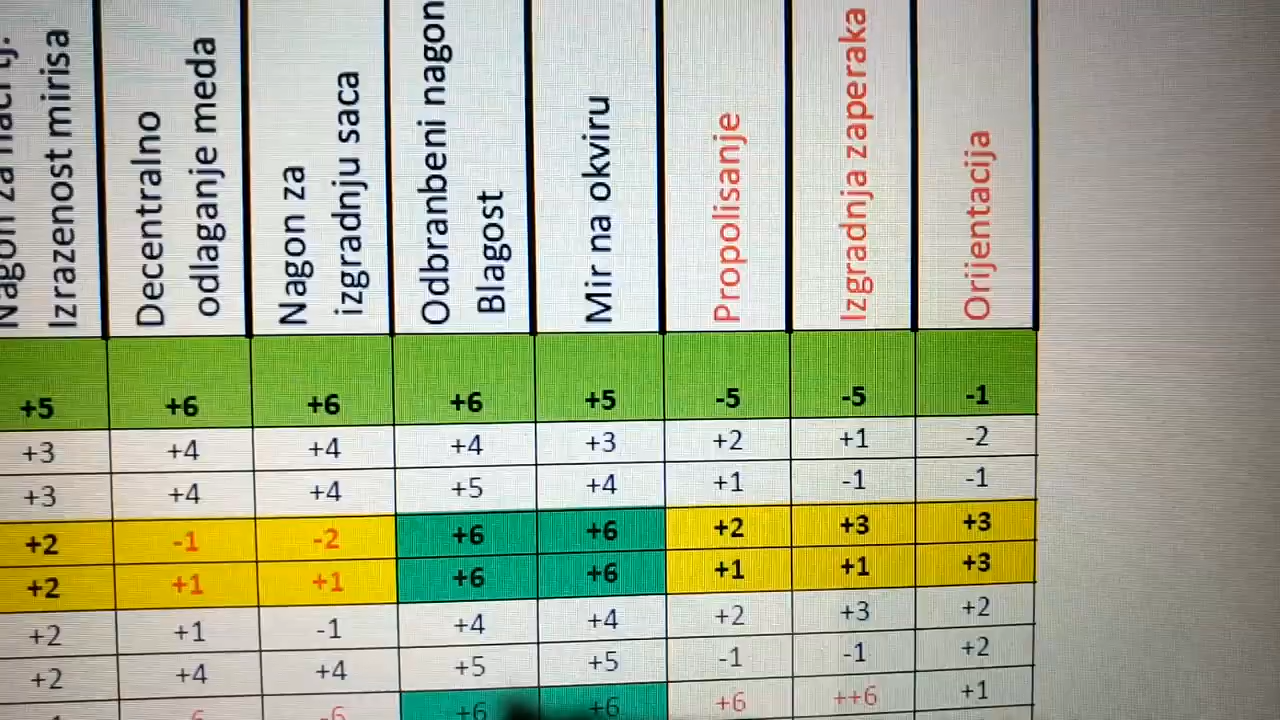 Izrazenost mirisa
Decentralno
odlaganje meda
Nagon za
izgradnju saca
Odbranbeni nagon
Blagost
Mir na okviru
Propolisanje
Izgradnja zaperaka
Orijentacija
+5 +6 +6 +6 +5 -5 -5 -1
+3 +4 +4 +4 +3 +2 +1 -2
+3 +4 +4 +5 +4 +1 -1 -1
+2 -1 -2 +6 +6 +2 +3 +3
+2 +1 +1 +6 +6 +1 +1 +3
+2 +1 -1 +4 +4 +2 +3 +2
+2 +4 +4 +5 +5 -1 -1 +2
-6 +6 +6 +6 ++6 +1